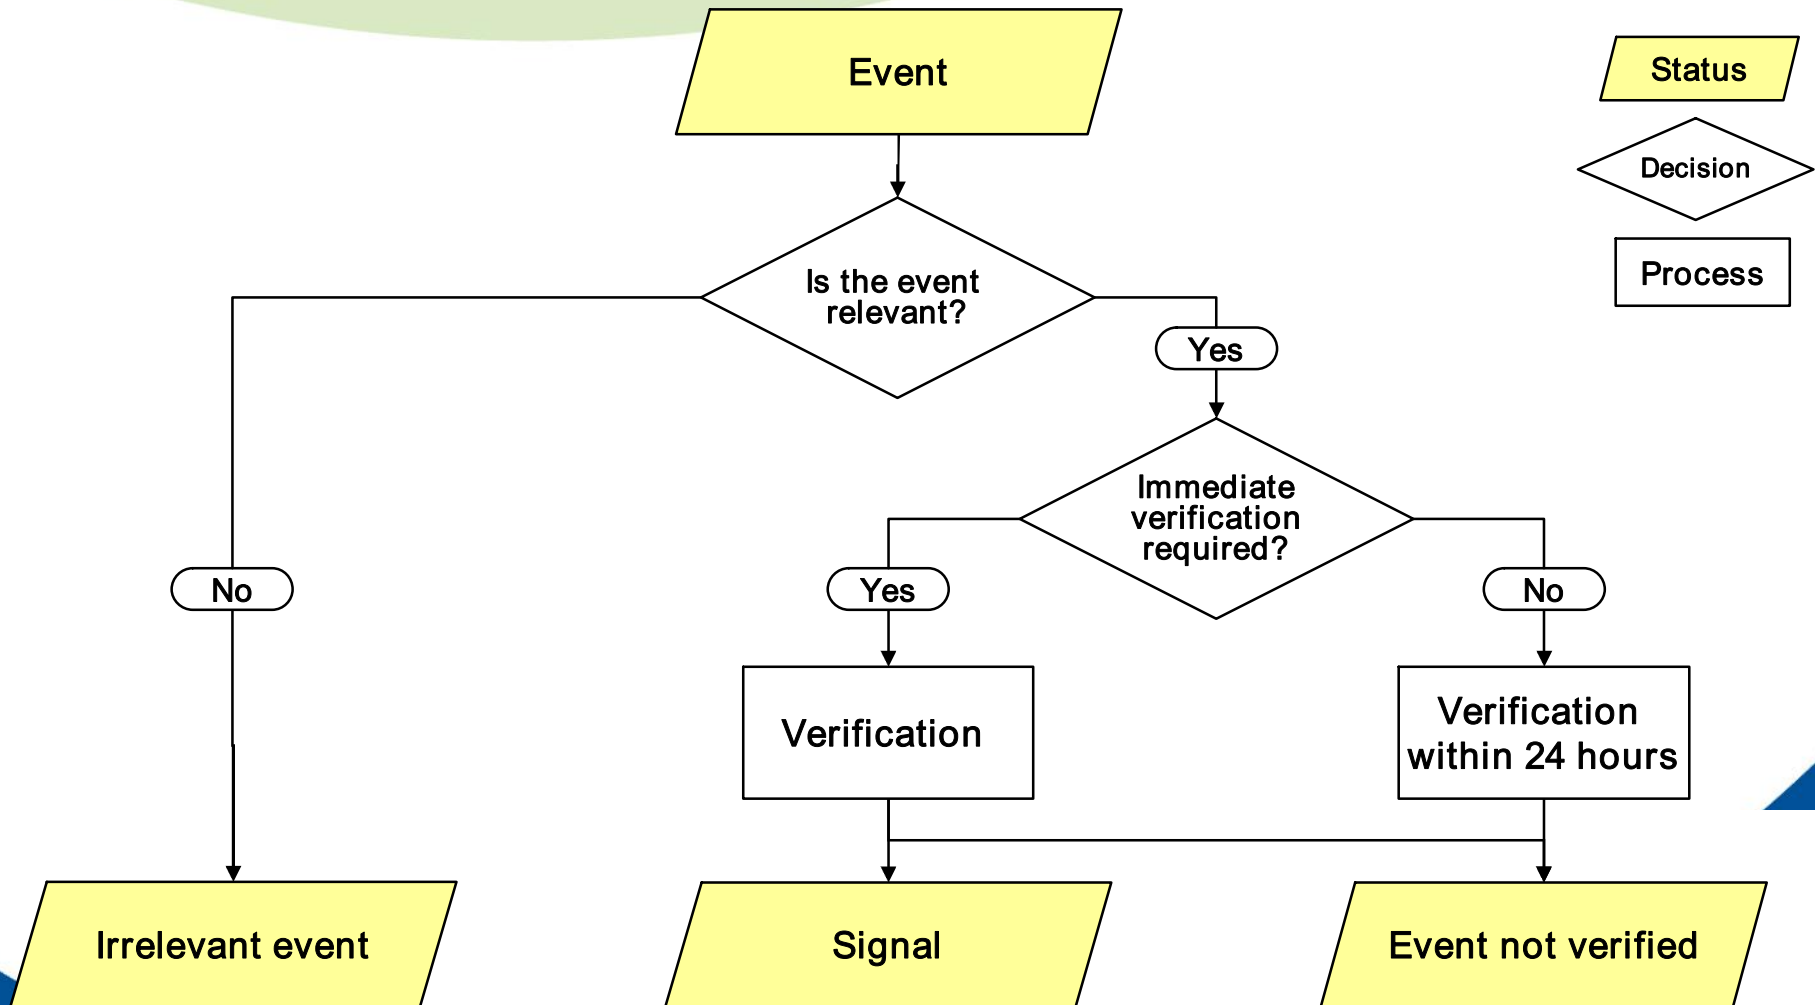 Event
Status
Decision
Process
Is the event
relevant?
Yes
Immediate
verification
required?
No
Yes
No
Verification
Verification
within 24 hours
Irrelevant event
Signal
Event not verified